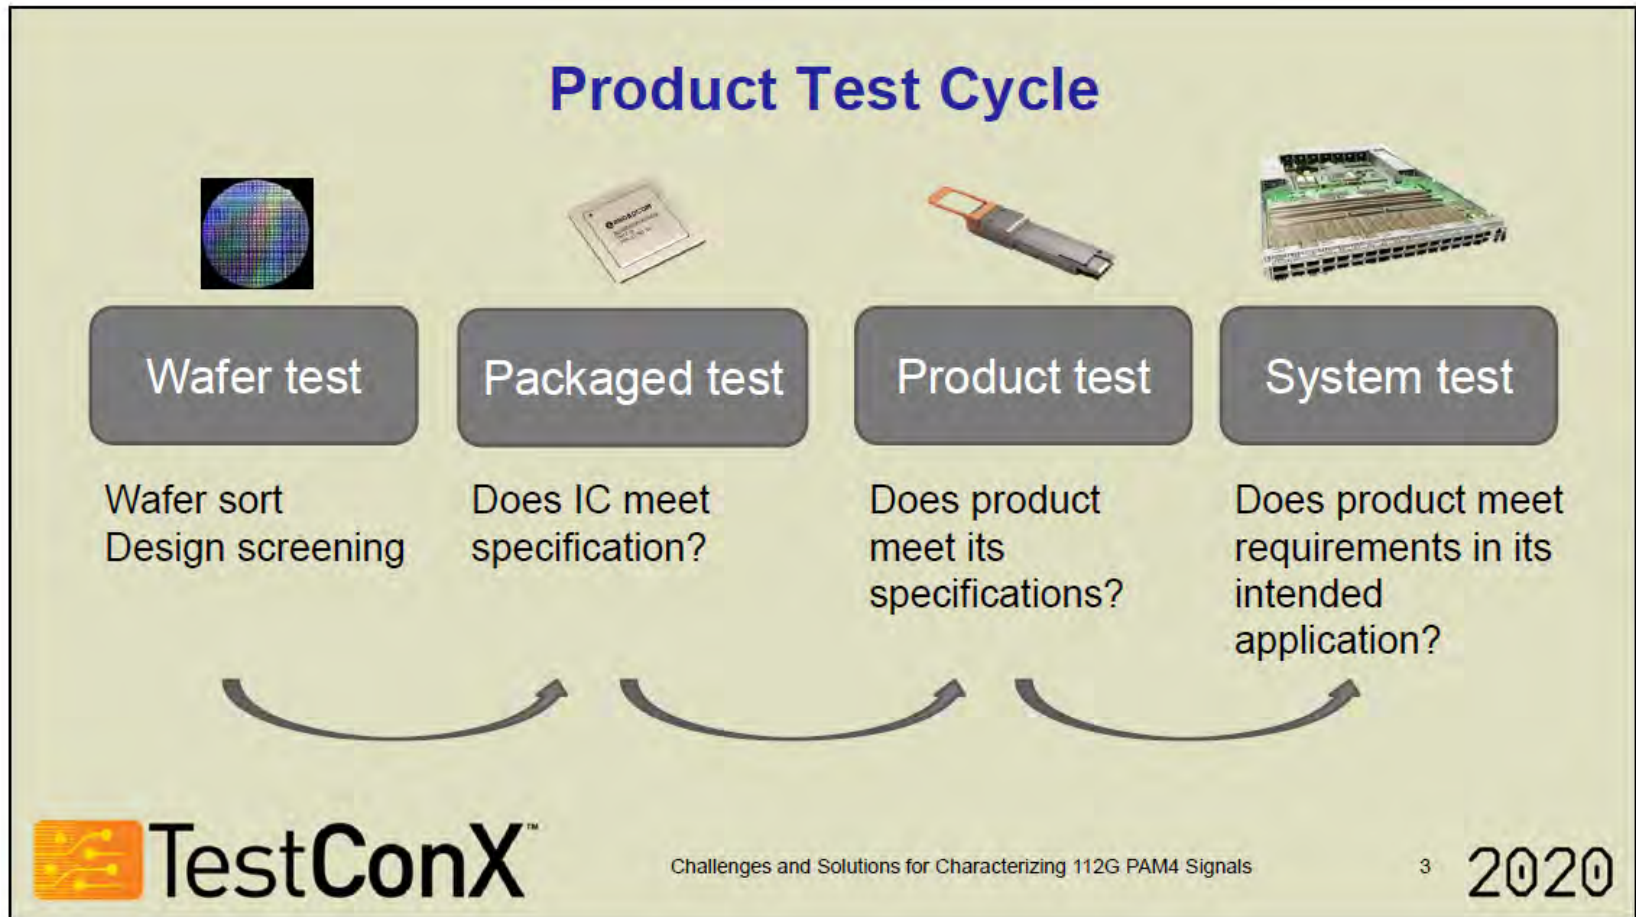 Product Test Cycle
BROADCOM
Wafer test
Packaged test
Product test
System test
Wafer sort
Design screening
Does IC meet
specification?
Does product
meet its
specifications?
Does product meet
requirements in its
intended
application?
TestConX™
Challenges and Solutions for Characterizing 112G PAM4 Signals
3
2020